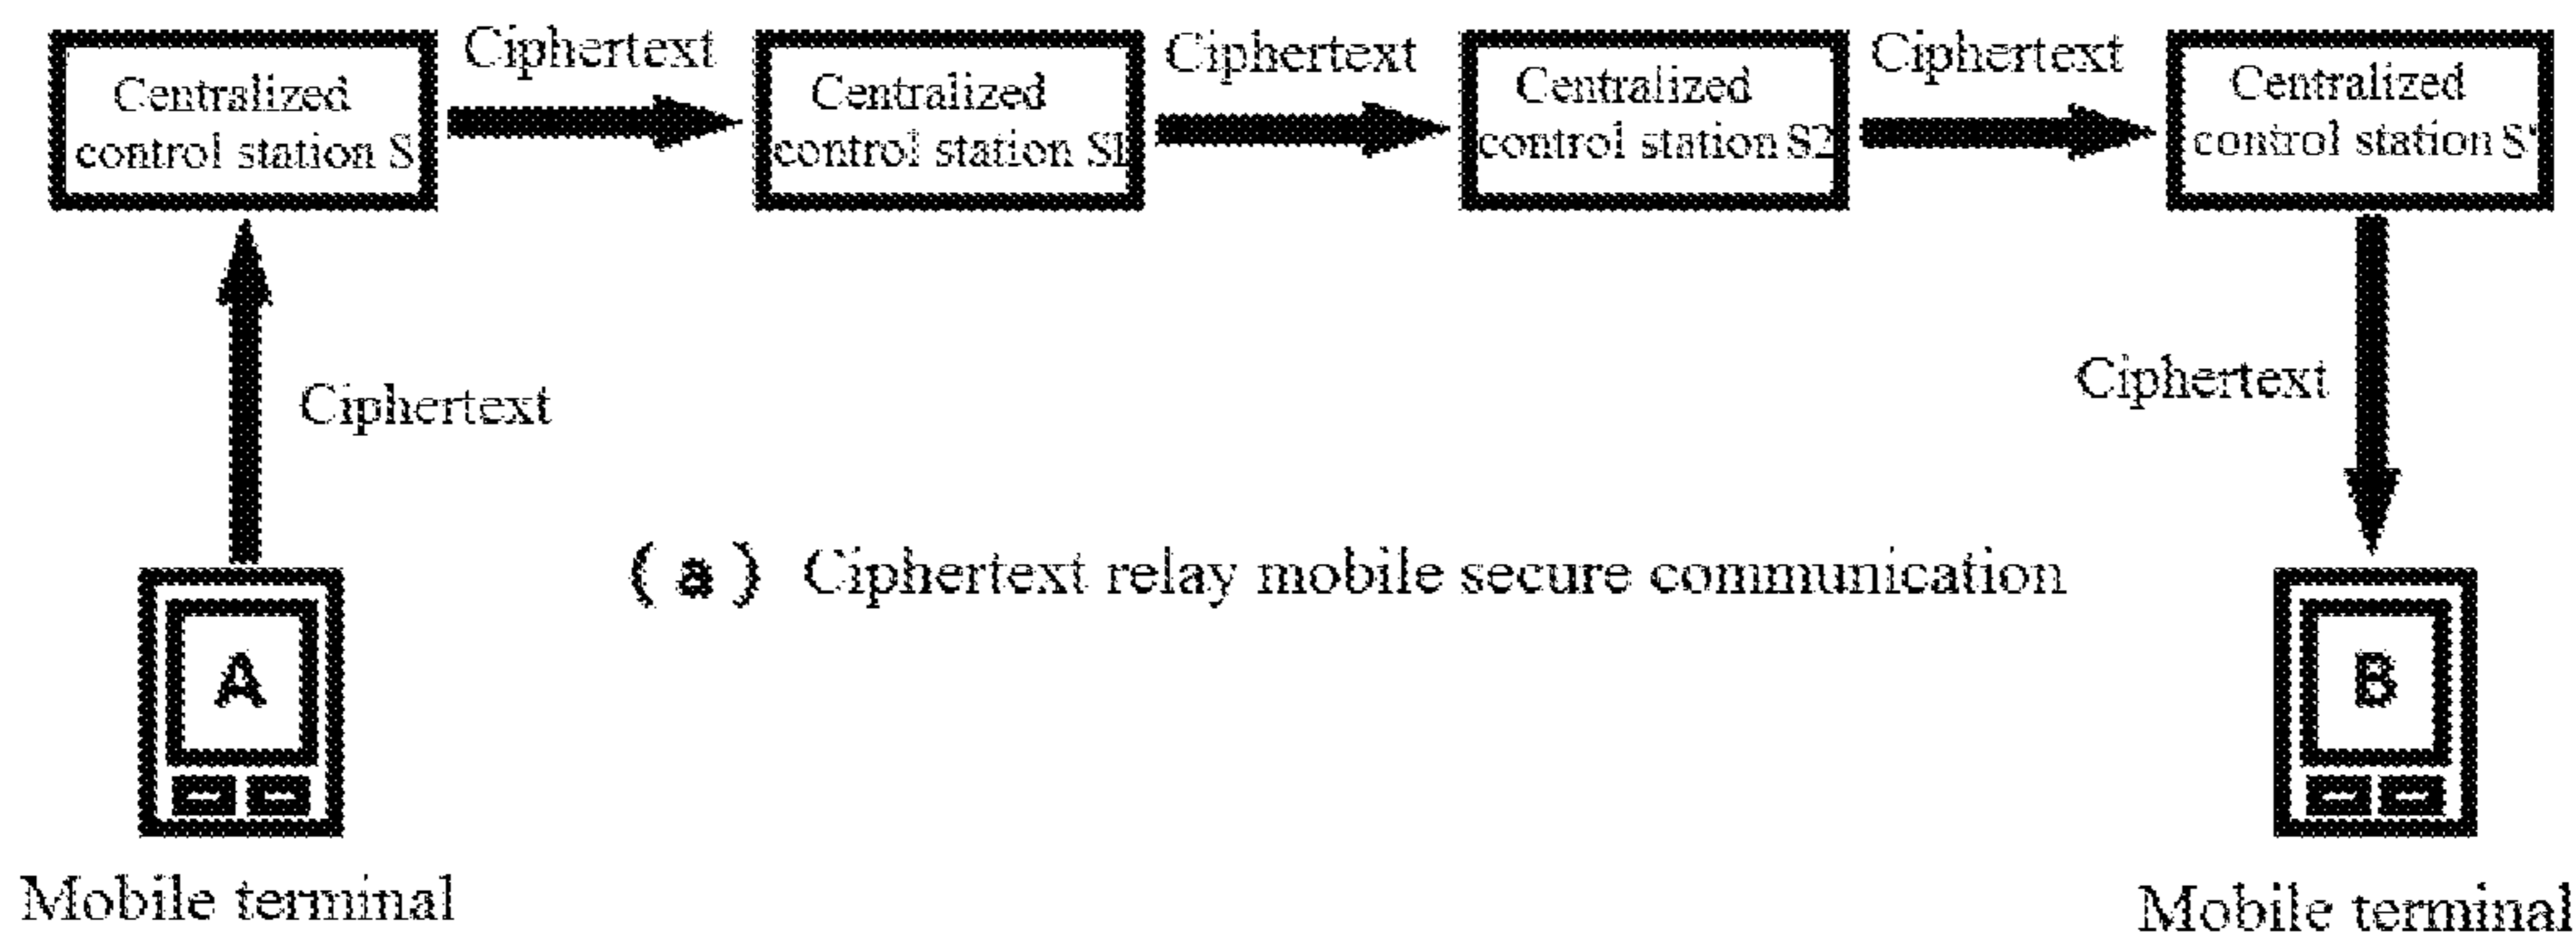 Ciphertext
Ciphertext
Ciphertext
Centralized
control station S
Centralized
control station S1
Centralized
control station S2
Centralized
control station S'
Ciphertext
Ciphertext
(a) Ciphertext relay mobile secure communication
A
B
Mobile terminal
Mobile terminal